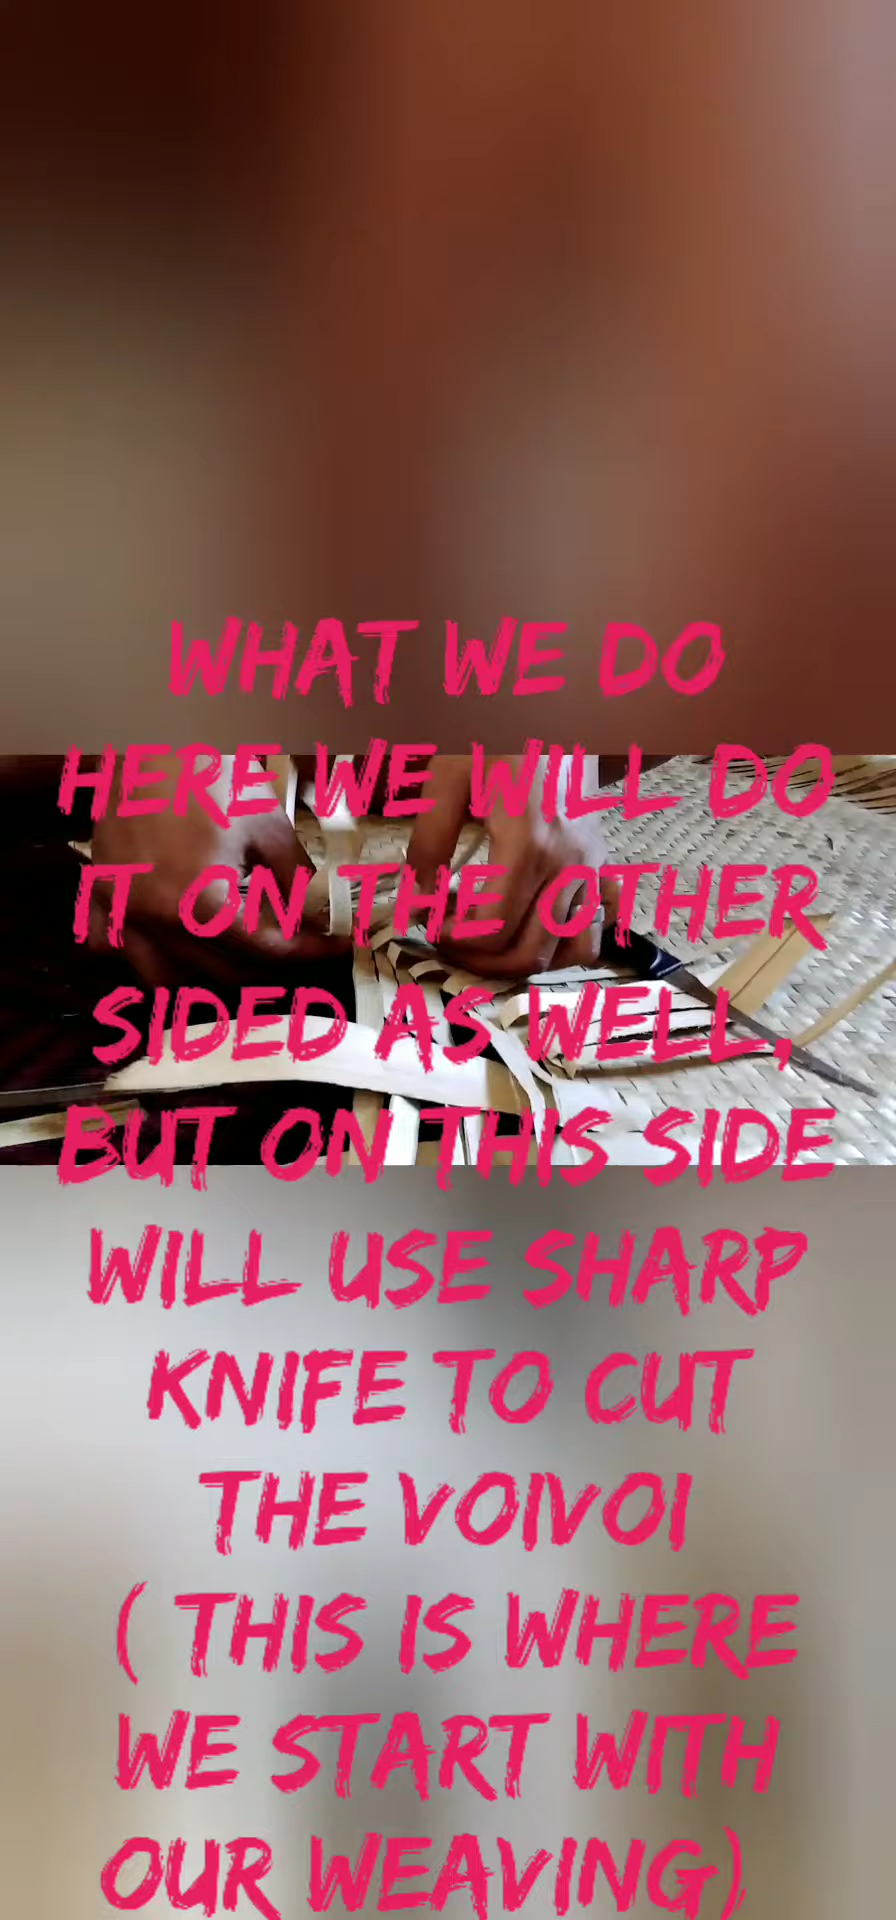 WHAT WE DO
HERE WE WILL DO
IT ON THE OTHER
SIDED AS WELL,
BUT ON THIS SIDE
WILL USE SHARP
KNIFE TO CUT
THE VOIVOI
( THIS IS WHERE
WE START WITH
OUR WEAVING)